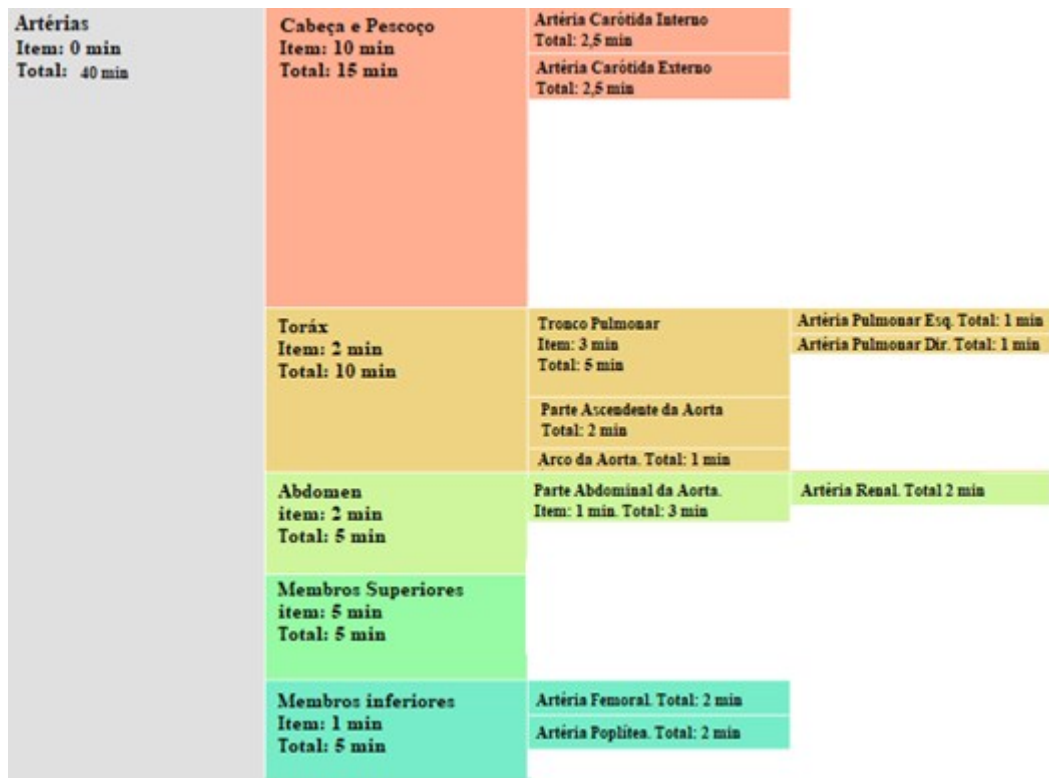 Artérias
Item: 0 min
Total: 40 min
Cabeça e Pescoço
Item: 10 min
Total: 15 min
Artéria Carótida Interno
Total: 2,5 min
Artéria Carótida Externo
Total: 2,5 min
Toráx
Item: 2 min
Total: 10 min
Tronco Pulmonar
Item: 3 min
Total: 5 min
Artéria Pulmonar Esq. Total: 1 min
Artéria Pulmonar Dir. Total: 1 min
Parte Ascendente da Aorta
Total: 2 min
Arco da Aorta. Total: 1 min
Abdomen
item: 2 min
Total: 5 min
Parte Abdominal da Aorta.
Item: 1 min. Total: 3 min
Artéria Renal. Total 2 min
Membros Superiores
item: 5 min
Total: 5 min
Membros inferiores
Item: 1 min
Total: 5 min
Artéria Femoral. Total: 2 min
Artéria Poplítea. Total: 2 min